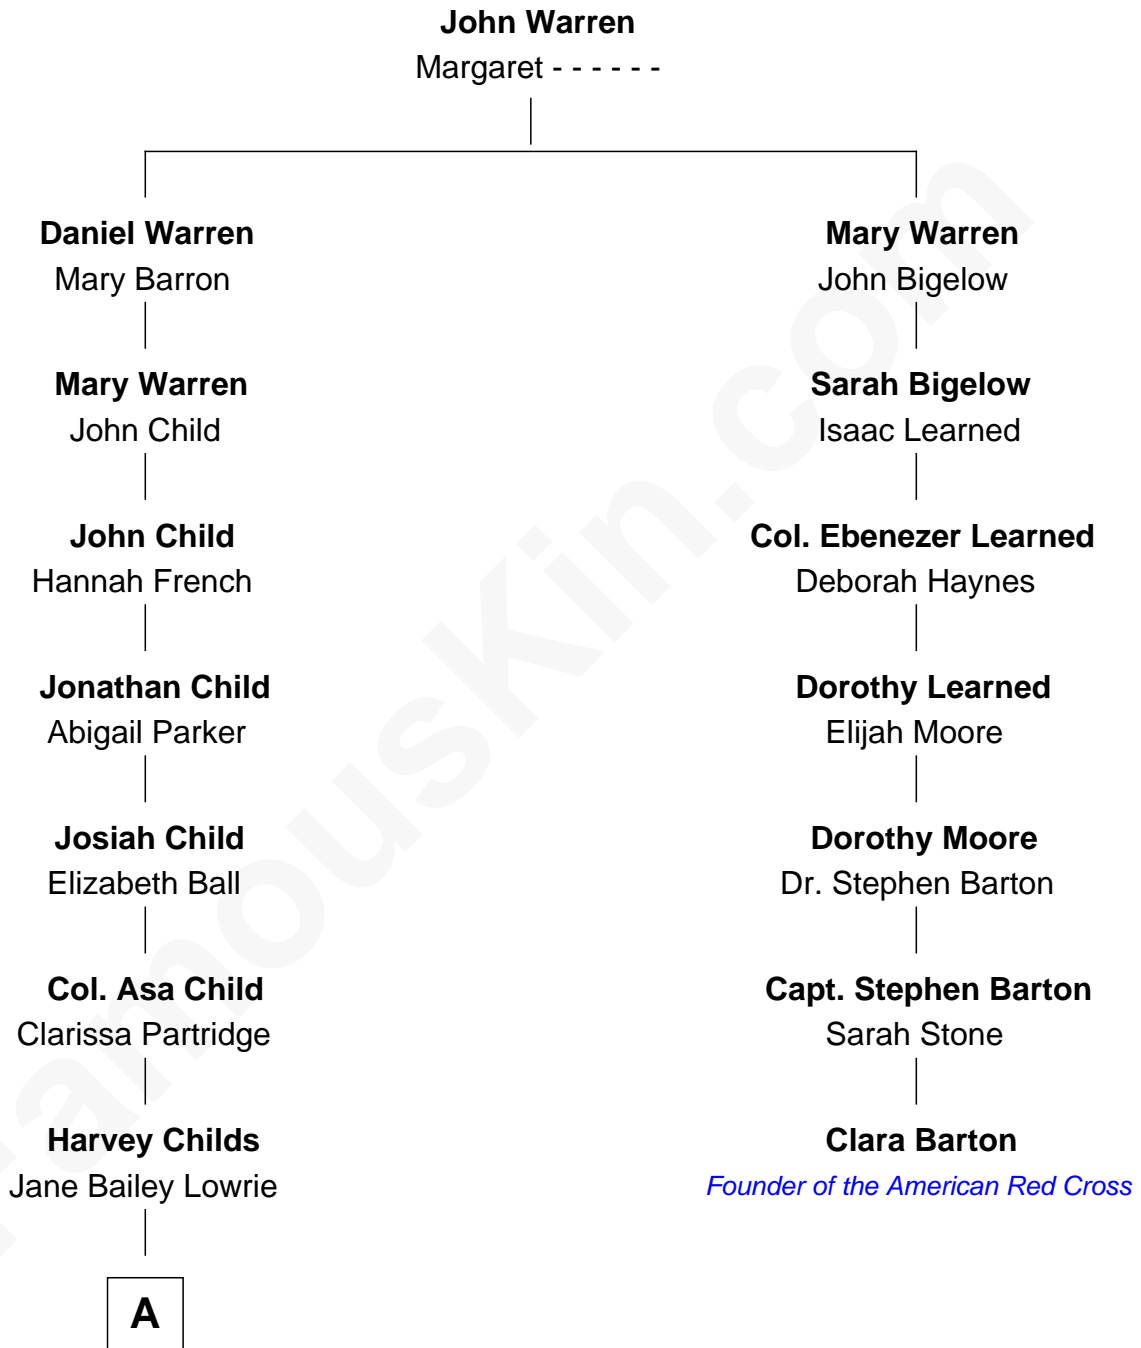 John Warren
Margaret - - - - - -
Daniel Warren
Mary Barron
Mary Warren
John Child
John Child
Hannah French
Jonathan Child
Abigail Parker
Josiah Child
Elizabeth Ball
Col. Asa Child
Clarissa Partridge
Harvey Childs
Jane Bailey Lowrie
A
Mary Warren
John Bigelow
Sarah Bigelow
Isaac Learned
Col. Ebenezer Learned
Deborah Haynes
Dorothy Learned
Elijah Moore
Dorothy Moore
Dr. Stephen Barton
Capt. Stephen Barton
Sarah Stone
Clara Barton
Founder of the American Red Cross
FamousKin.com